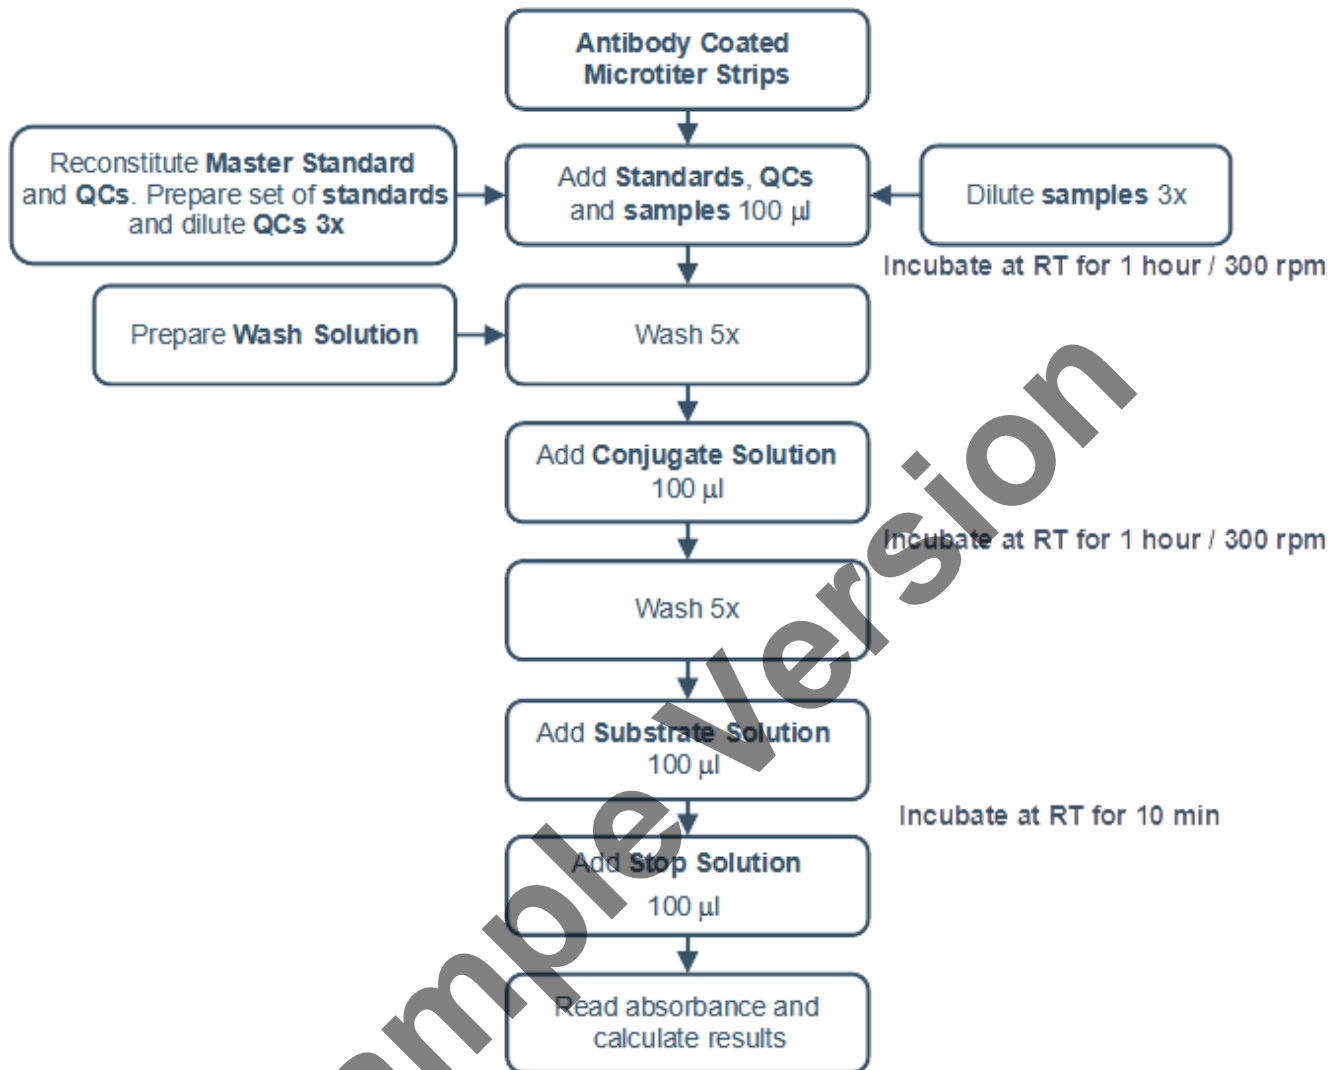 Antibody Coated
Microtiter Strips
Reconstitute Master Standard
and QCs. Prepare set of standards
and dilute QCs 3x
Add Standards, QCs
and samples 100 µl
Dilute samples 3x
Incubate at RT for 1 hour / 300 rpm
Prepare Wash Solution
Wash 5x
Add Conjugate Solution
100 µl
Incubate at RT for 1 hour / 300 rpm
Wash 5x
Add Substrate Solution
100 µl
Incubate at RT for 10 min
Add Stop Solution
100 µl
Read absorbance and
calculate results
ample Version